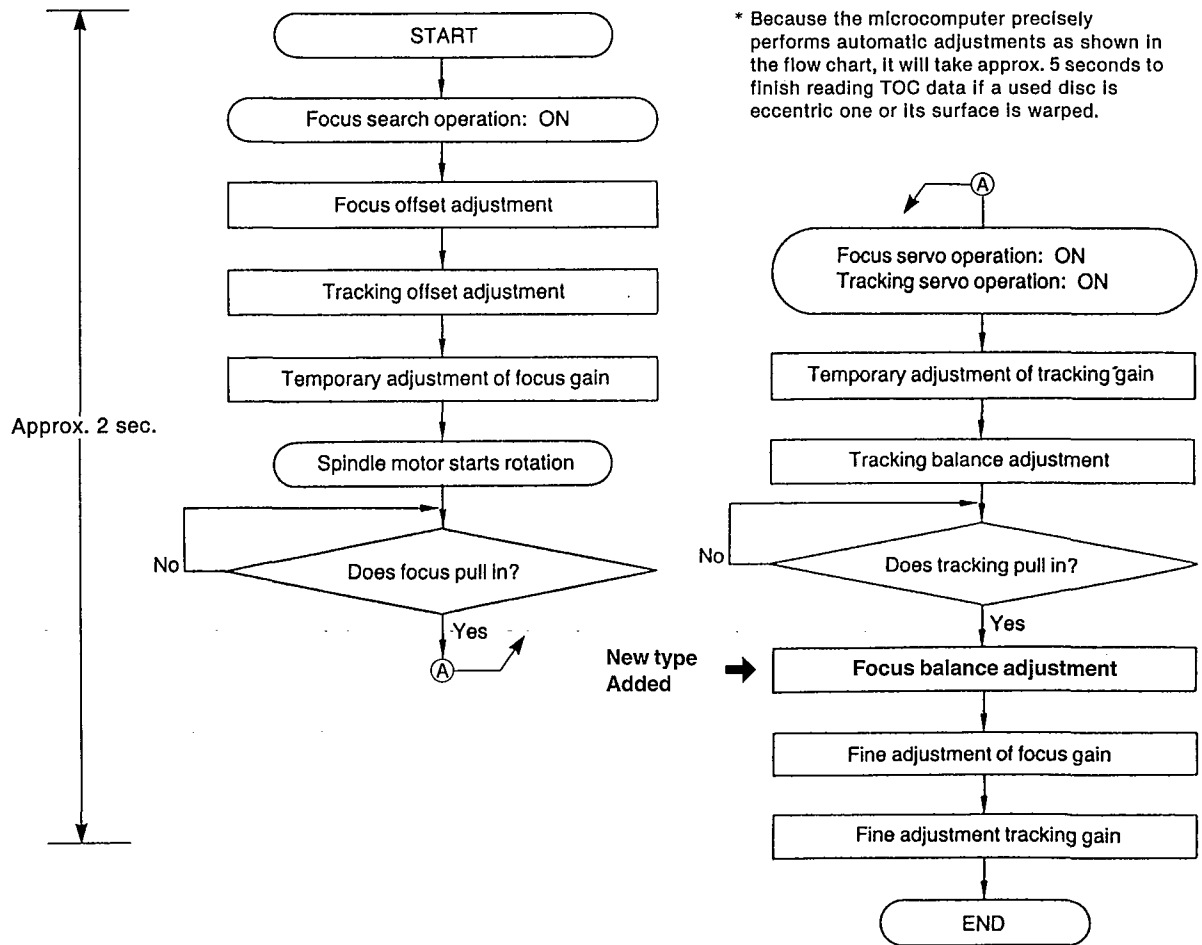 START
Focus search operation: ON
Focus offset adjustment
Tracking offset adjustment
Temporary adjustment of focus gain
Approx. 2 sec.
Spindle motor starts rotation
No
Does focus pull in?
Yes
A
* Because the microcomputer precisely
performs automatic adjustments as shown in
the flow chart, it will take approx. 5 seconds to
finish reading TOC data if a used disc is
eccentric one or its surface is warped.
A
Focus servo operation: ON
Tracking servo operation: ON
Temporary adjustment of tracking gain
Tracking balance adjustment
No
Does tracking pull in?
Yes
New type
Added
Focus balance adjustment
Fine adjustment of focus gain
Fine adjustment tracking gain
END